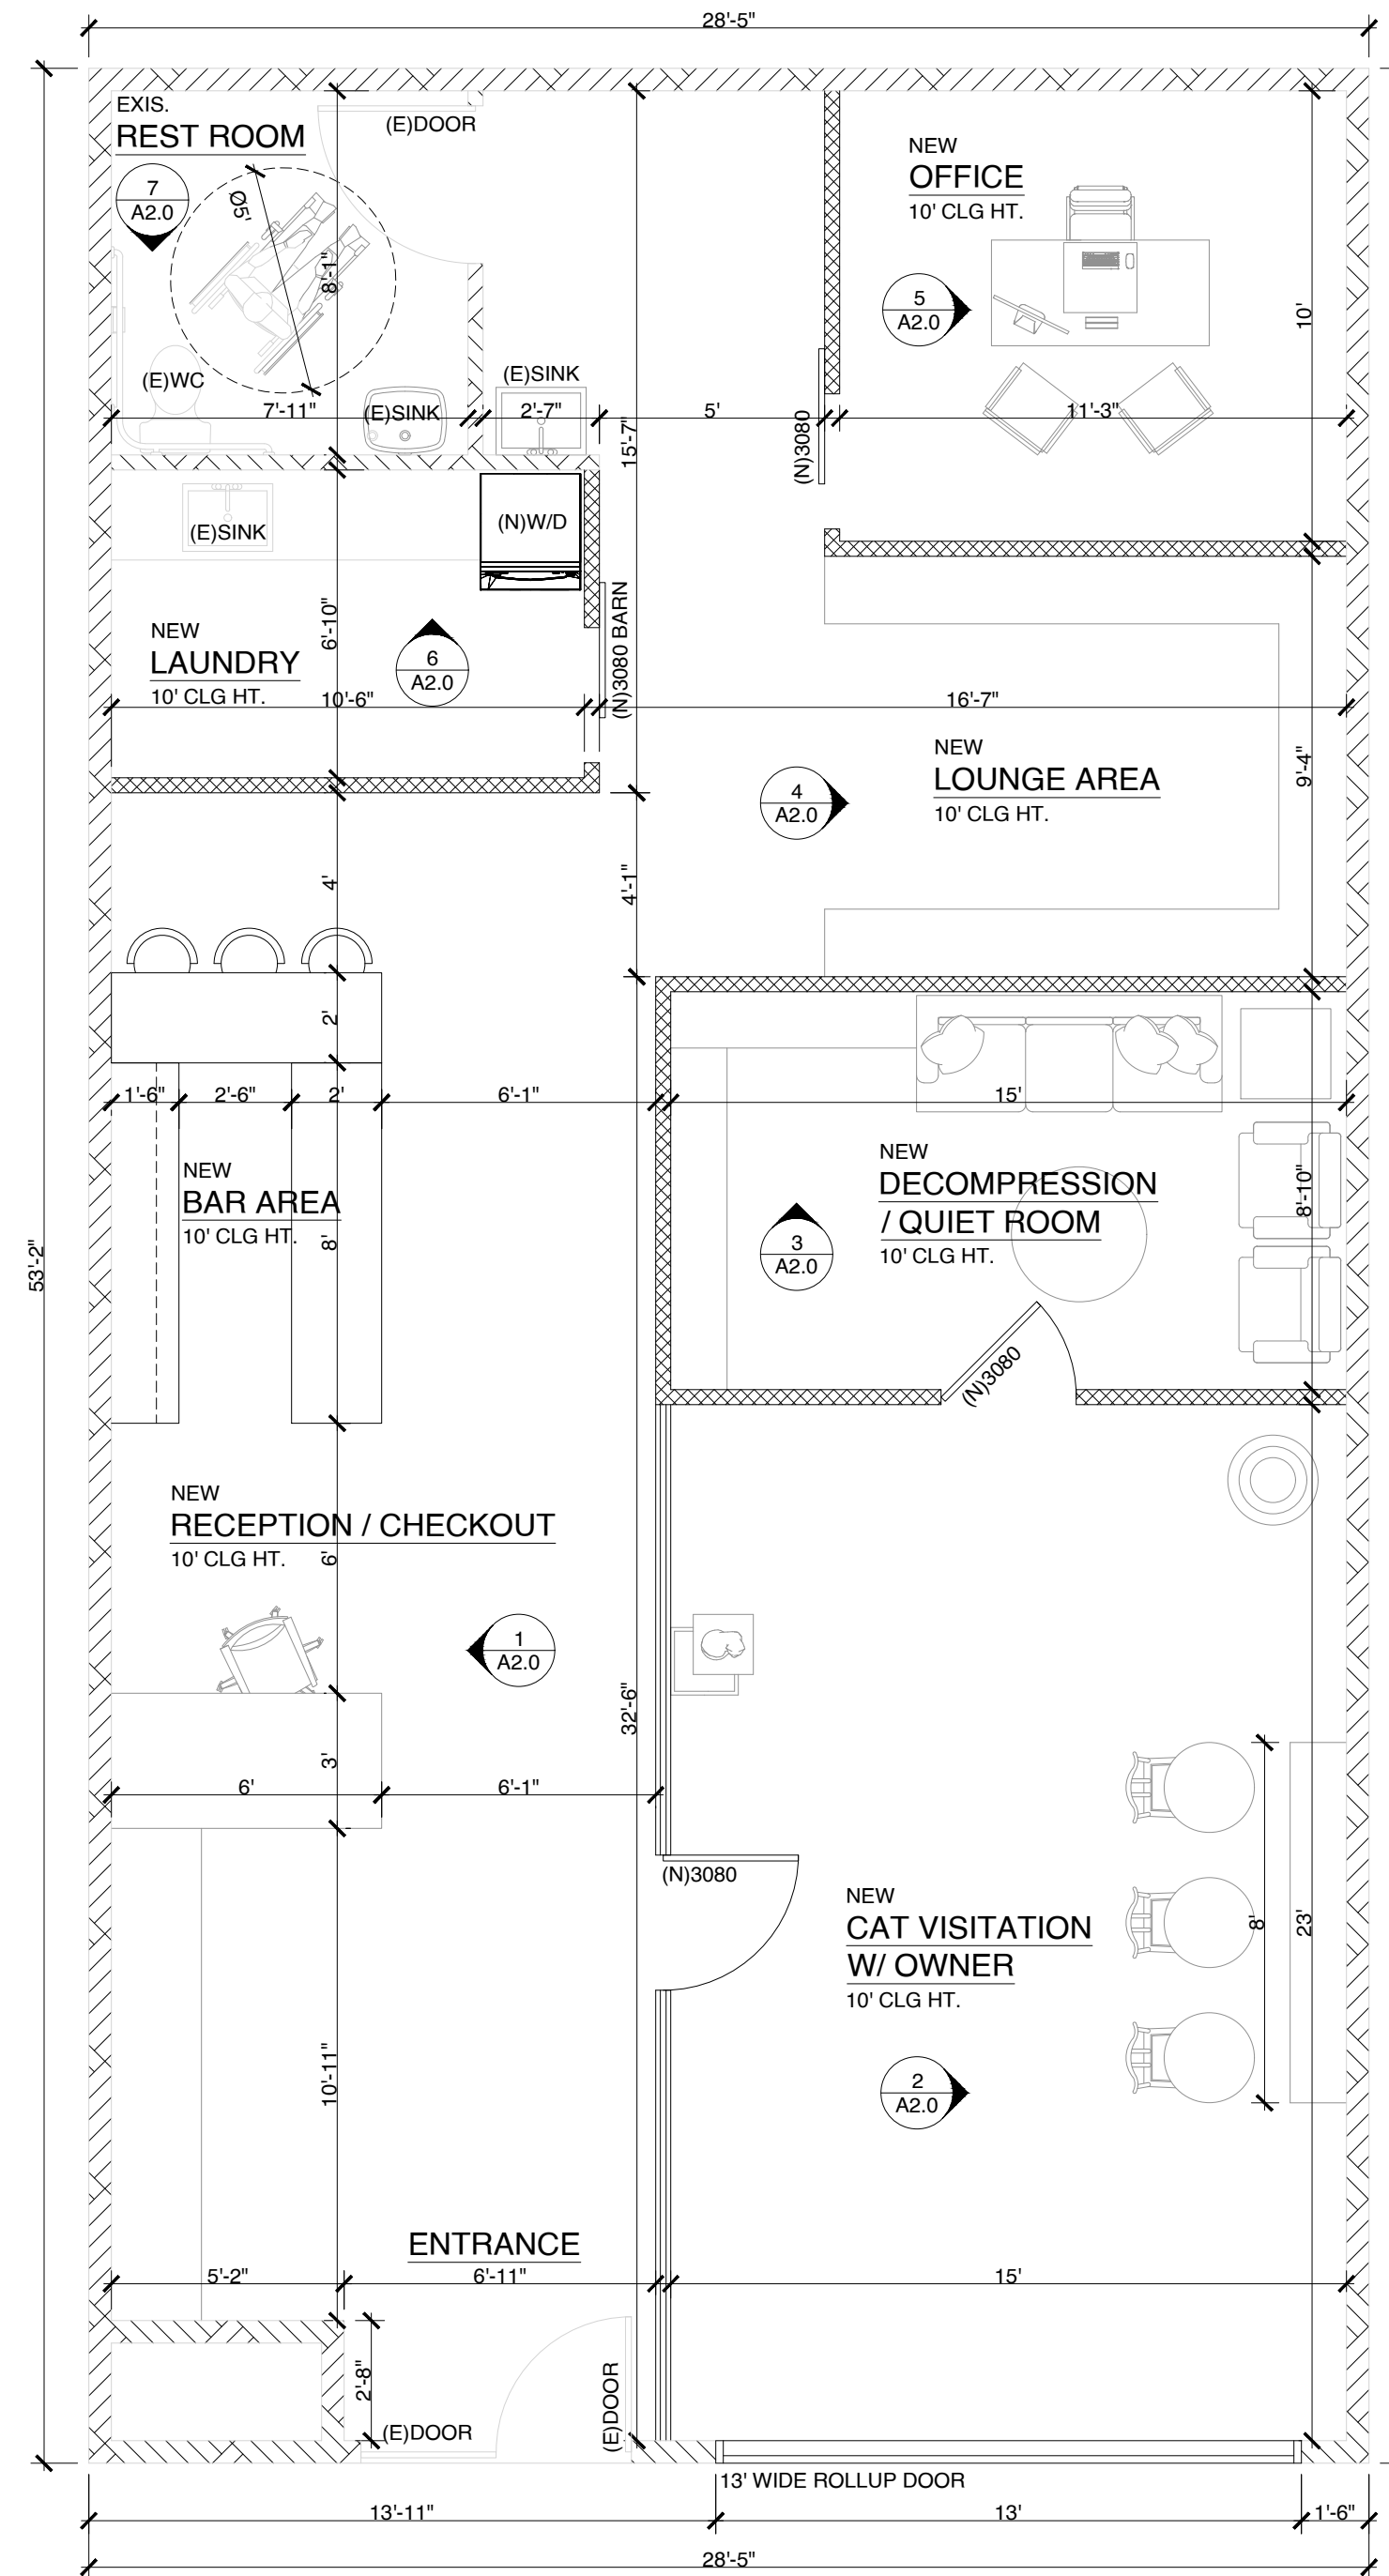 28'-5"
EXIS.
REST ROOM
(E)DOOR
7
A2.0
Ø5'
8'-1"
(E)WC
(E)SINK
(E)SINK
7'-11"
2'-7"
5'
11'-3"
15'-7"
NEW
OFFICE
10' CLG HT.
5
A2.0
10'
(N)3080
(E)SINK
(N)W/D
6'-10"
NEW
LAUNDRY
10' CLG HT.
6
A2.0
(N)3080 BARN
10'-6"
16'-7"
NEW
LOUNGE AREA
10' CLG HT.
9'-4"
4
A2.0
4'
4'-1"
2'
1'-6"
2'-6"
2'
6'-1"
15'
NEW
BAR AREA
10' CLG HT.
8'
NEW
DECOMPRESSION
/ QUIET ROOM
10' CLG HT.
8'-10"
3
A2.0
53'-2"
(N)3080
NEW
RECEPTION / CHECKOUT
10' CLG HT.
6'
1
A2.0
32'-6"
3'
6'
6'-1"
(N)3080
NEW
CAT VISITATION
W/ OWNER
10' CLG HT.
8'
23'
10'-11"
2
A2.0
ENTRANCE
5'-2"
6'-11"
15'
2'-8"
(E)DOOR
(E)DOOR
13' WIDE ROLLUP DOOR
13'-11"
13'
1'-6"
28'-5"